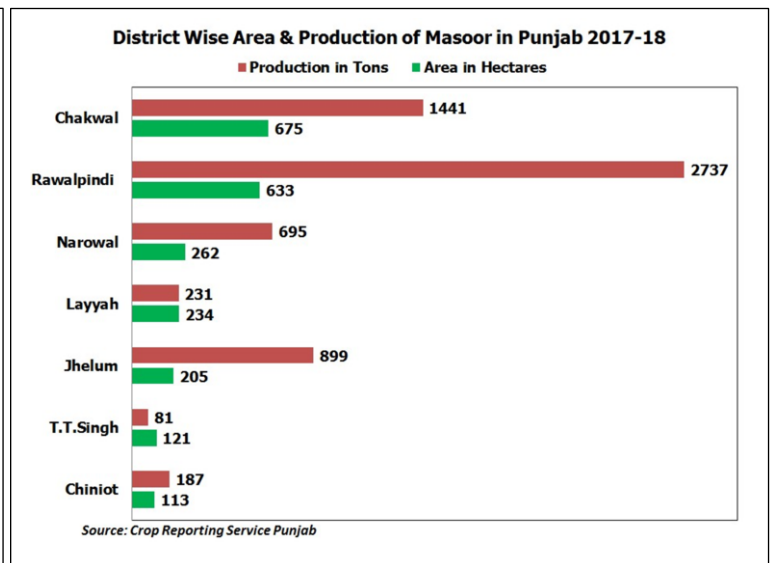 District Wise Area & Production of Masoor in Punjab 2017-18
Production in Tons Area in Hectares
Chakwal 1441
675
Rawalpindi 2737
633
Narowal 695
262
Layyah 231
234
Jhelum 899
205
T.T.Singh 81
121
Chiniot 187
113
Source: Crop Reporting Service Punjab